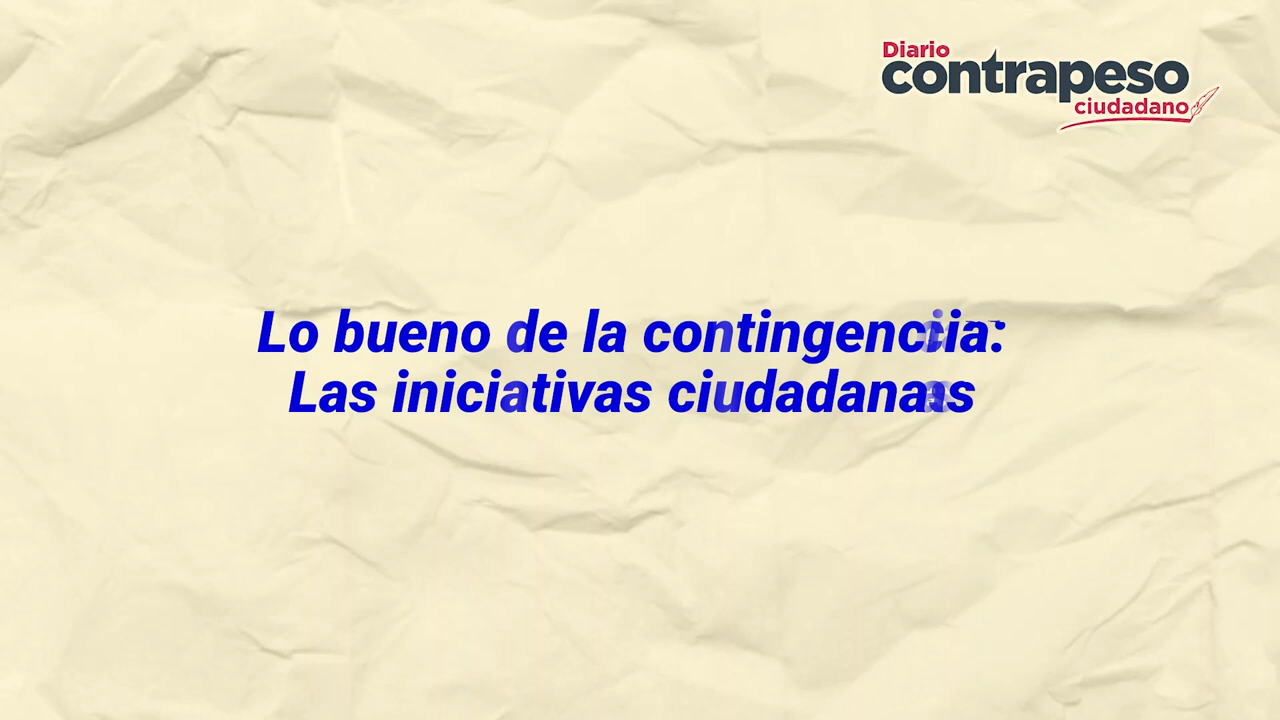 Diario
contrapeso
ciudadano
Lo bueno de la contingencia:
Las iniciativas ciudadanas